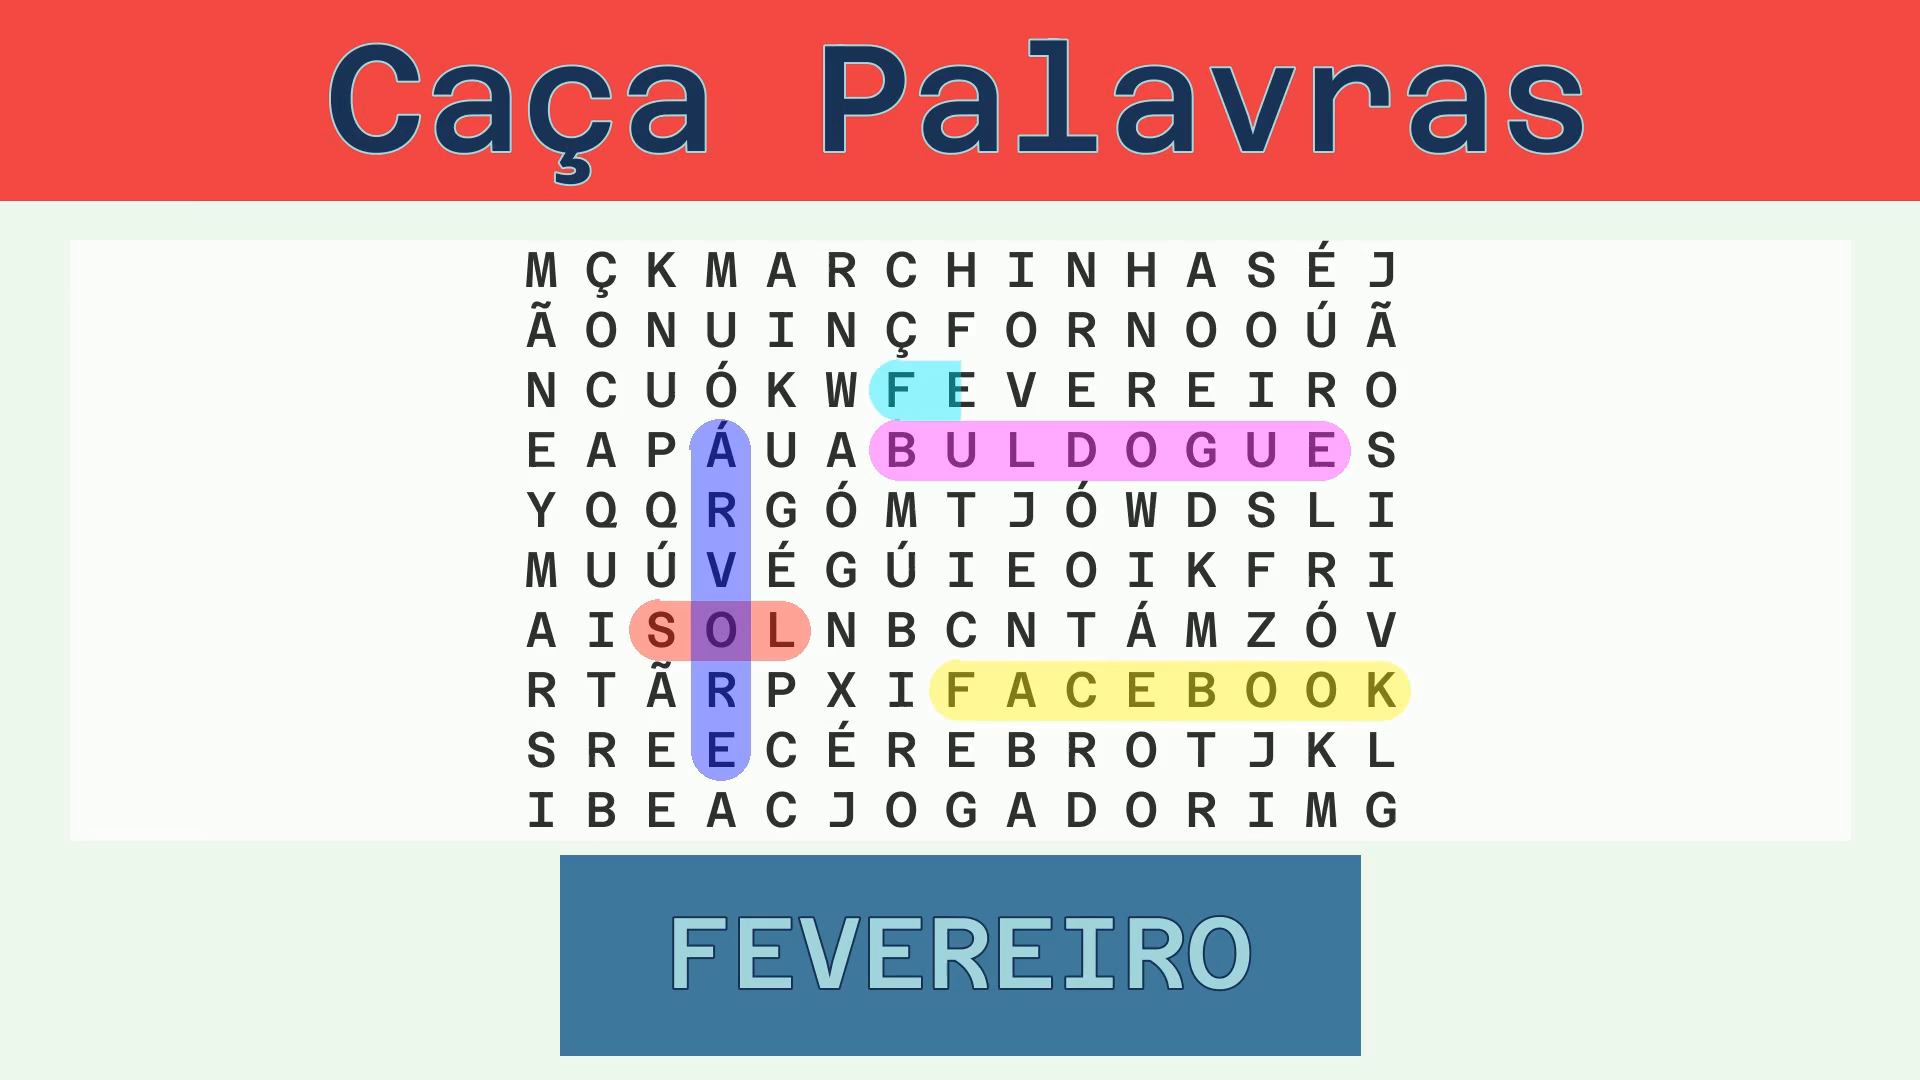 Caça Palavras
M Ç K M A R C H I N H A S É J
Ã O N U I N Ç F O R N O O Ú Ã
N C U Ó K W F E V E R E I R O
E A P Á U A B U L D O G U E S
Y Q Q R G Ó M T J Ó W D S L I
M U Ú V É G Ú I E O I K F R I
A I S O L N B C N T Á M Z Ó V
R T Ã R P X I F A C E B O O K
S R E E C É R E B R O T J K L
I B E A C J O G A D O R I M G
FEVEREIRO